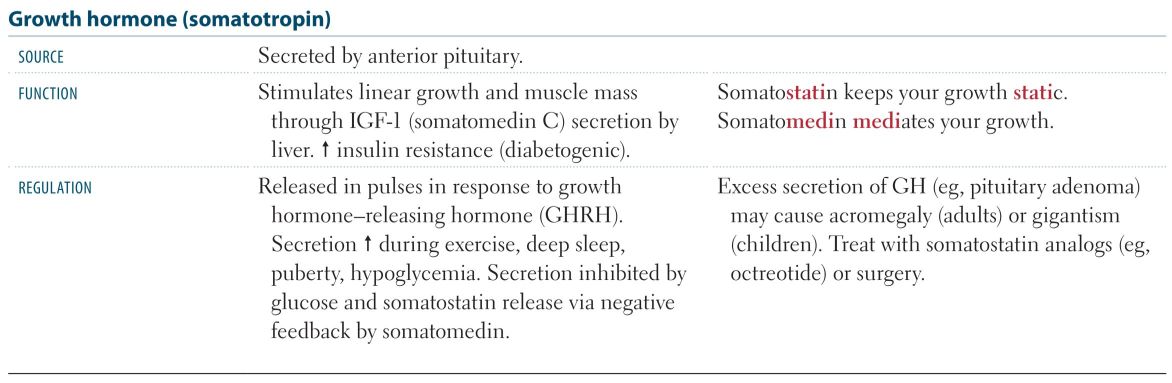 Growth hormone (somatotropin)
SOURCE
Secreted by anterior pituitary.
FUNCTION
Stimulates linear growth and muscle mass
through IGF-1 (somatomedin C) secretion by
liver. ↑ insulin resistance (diabetogenic).
Somatostatin keeps your growth static.
Somatomedin mediates your growth.
REGULATION
Released in pulses in response to growth
hormone–releasing hormone (GHRH).
Secretion ↑ during exercise, deep sleep,
puberty, hypoglycemia. Secretion inhibited by
glucose and somatostatin release via negative
feedback by somatomedin.
Excess secretion of GH (eg, pituitary adenoma)
may cause acromegaly (adults) or gigantism
(children). Treat with somatostatin analogs (eg,
octreotide) or surgery.